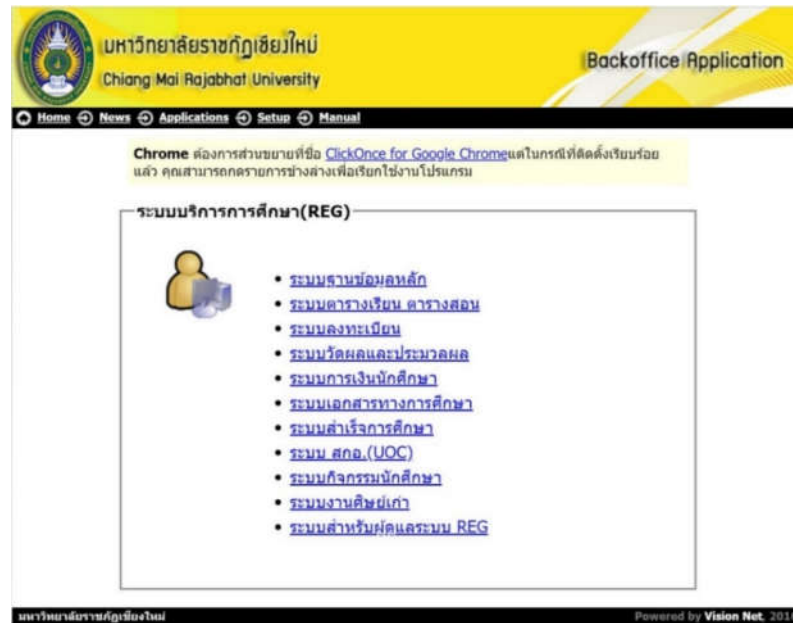 มหาวิทยาลัยราชภัฏเชียงใหม่
Chiang Mai Rajabhat University
Backoffice Application
Home News Applications Setup Manual
Chrome ต้องการส่วนขยายที่ชื่อ ClickOnce for Google Chromeแต่ในกรณีที่ติดตั้งเรียบร้อย
แล้ว คุณสามารถกดรายการข้างล่างเพื่อเรียกใช้งานโปรแกรม
ระบบบริการการศึกษา(REG)
ระบบฐานข้อมูลหลัก
ระบบตารางเรียน ตารางสอน
ระบบลงทะเบียน
ระบบวัดผลและประมวลผล
ระบบการเงินนักศึกษา
ระบบเอกสารทางการศึกษา
ระบบสำเร็จการศึกษา
ระบบ สกอ.(UOC)
ระบบกิจกรรมนักศึกษา
ระบบงานศิษย์เก่า
ระบบสำหรับผู้ดูแลระบบ REG
มหาวิทยาลัยราชภัฏเชียงใหม่
Powered by Vision Net,